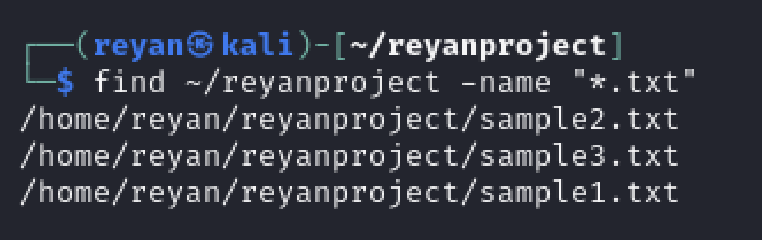 ┌──(reyan㉿kali)-[~/reyanproject]
└─$ find ~/reyanproject -name "*.txt"
/home/reyan/reyanproject/sample2.txt
/home/reyan/reyanproject/sample3.txt
/home/reyan/reyanproject/sample1.txt